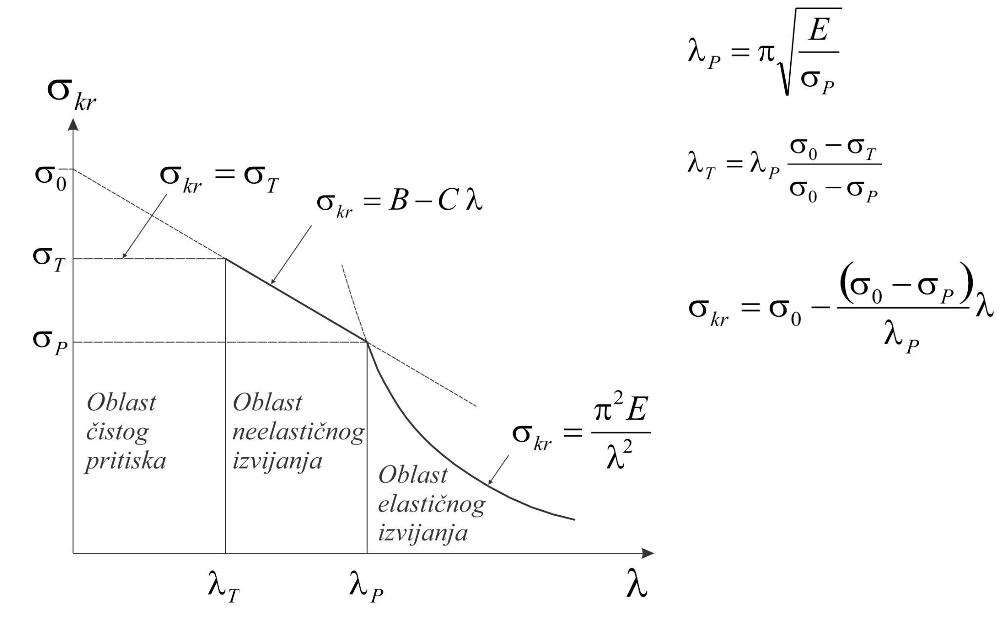 λ_P = π√(E/σ_P)
σ_kr
λ_T = λ_P (σ_0 − σ_T)/(σ_0 − σ_P)
σ_0
σ_kr = σ_T
σ_kr = B − C λ
σ_T
σ_kr = σ_0 − ((σ_0 − σ_P)/λ_P) λ
σ_P
Oblast
čistog
pritiska
Oblast
neelastičnog
izvijanja
σ_kr = π²E/λ²
Oblast
elastičnog
izvijanja
λ_T
λ_P
λ